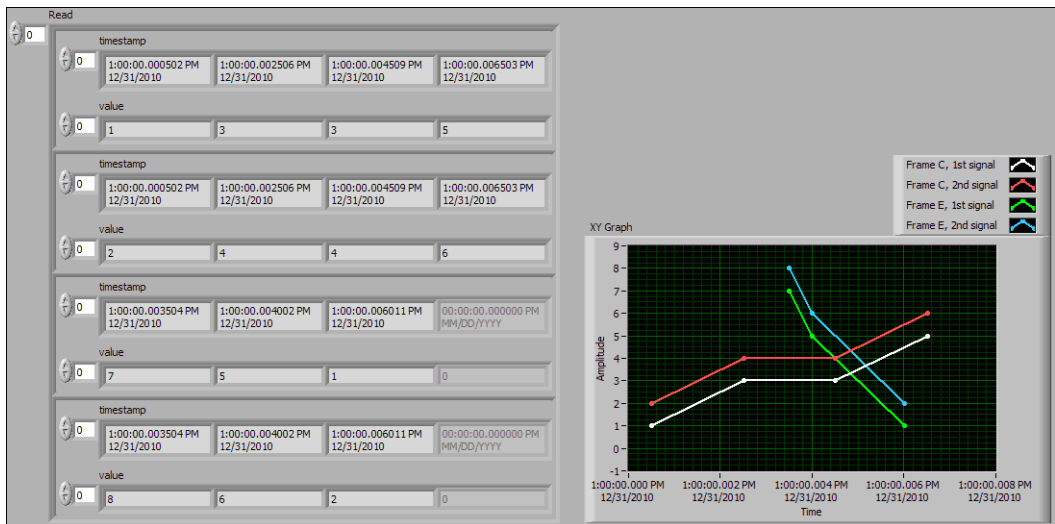 Read
0
timestamp
0
1:00:00.000502 PM 1:00:00.002506 PM 1:00:00.004509 PM 1:00:00.006503 PM
12/31/2010 12/31/2010 12/31/2010 12/31/2010
value
0
1 3 3 5
timestamp
0
1:00:00.000502 PM 1:00:00.002506 PM 1:00:00.004509 PM 1:00:00.006503 PM
12/31/2010 12/31/2010 12/31/2010 12/31/2010
value
0
2 4 4 6
timestamp
0
1:00:00.003504 PM 1:00:00.004002 PM 1:00:00.006011 PM 00:00:00.000000 PM
12/31/2010 12/31/2010 12/31/2010 MM/DD/YYYY
value
0
7 5 1 0
timestamp
0
1:00:00.003504 PM 1:00:00.004002 PM 1:00:00.006011 PM 00:00:00.000000 PM
12/31/2010 12/31/2010 12/31/2010 MM/DD/YYYY
value
0
8 6 2 0
Frame C, 1st signal
Frame C, 2nd signal
Frame E, 1st signal
Frame E, 2nd signal
XY Graph
Amplitude
9
8
7
6
5
4
3
2
1
0
-1
1:00:00.000 PM 1:00:00.002 PM 1:00:00.004 PM 1:00:00.006 PM 1:00:00.008 PM
12/31/2010 12/31/2010 12/31/2010 12/31/2010 12/31/2010
Time